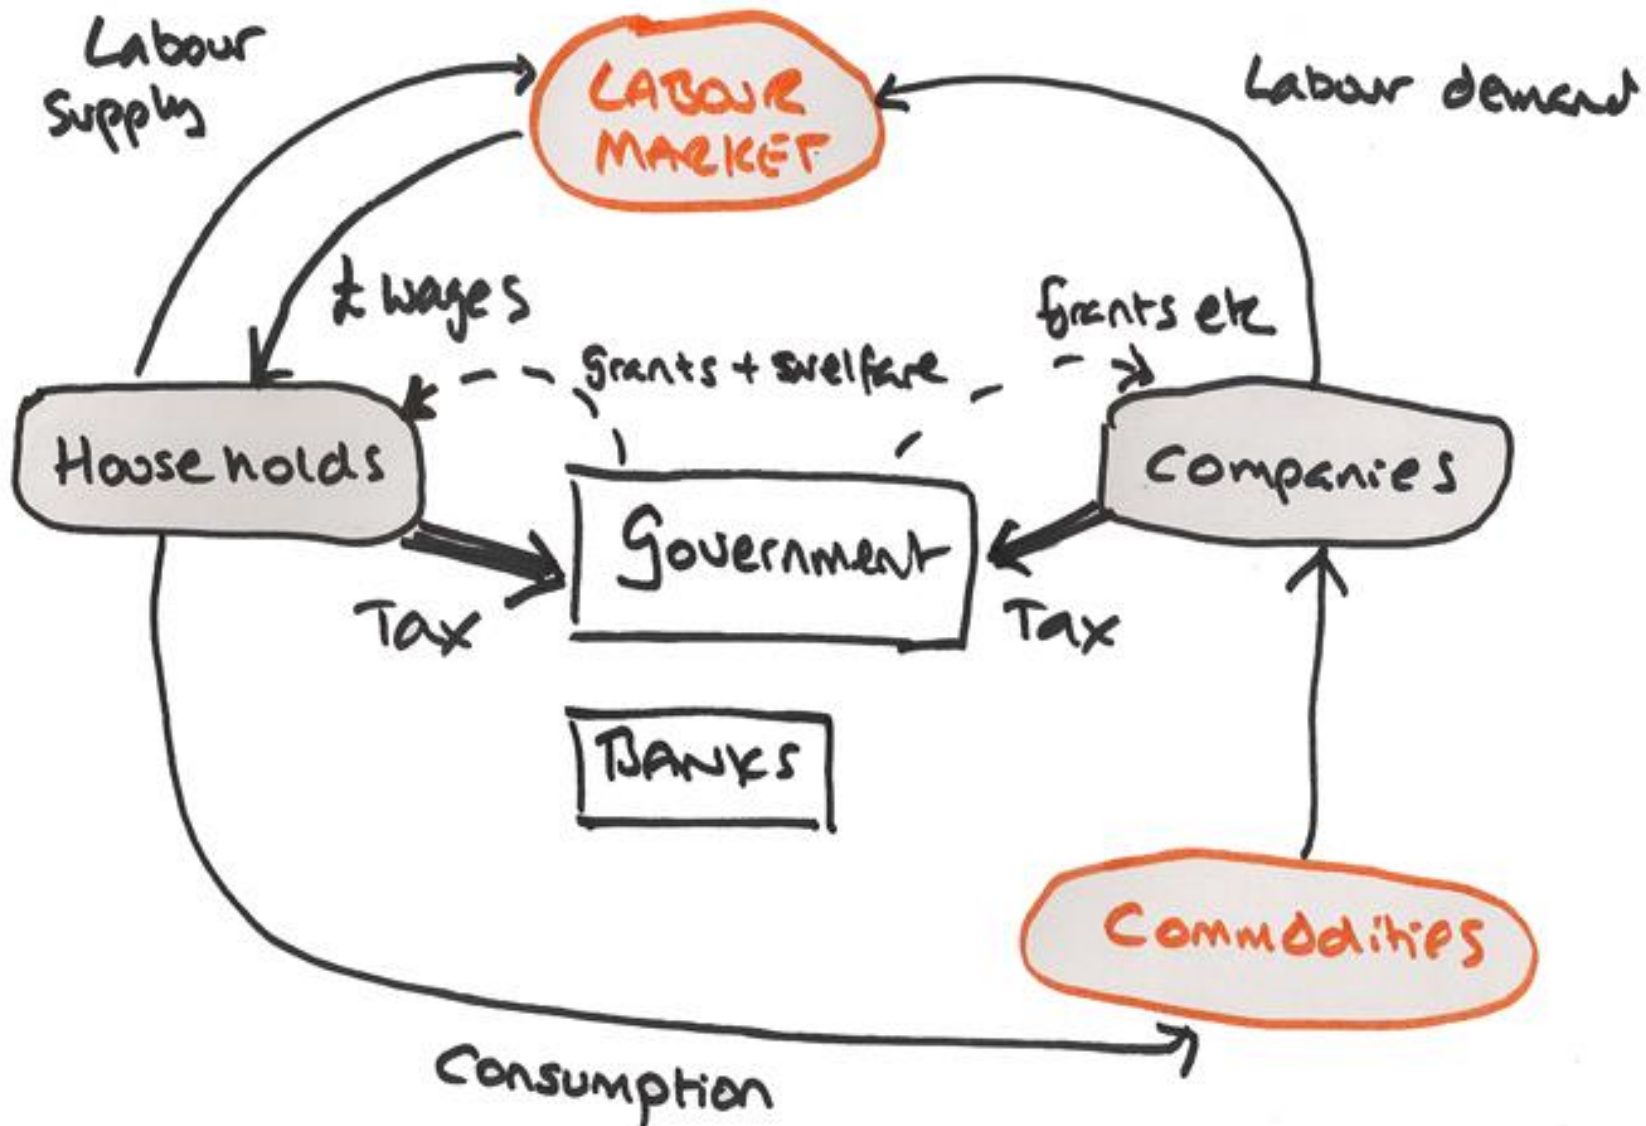 Labour
supply
LABOUR
MARKET
Labour demand
£ wages
Grants etc
Grants + welfare
Households
Government
Companies
Tax
Tax
BANKS
Commodities
Consumption